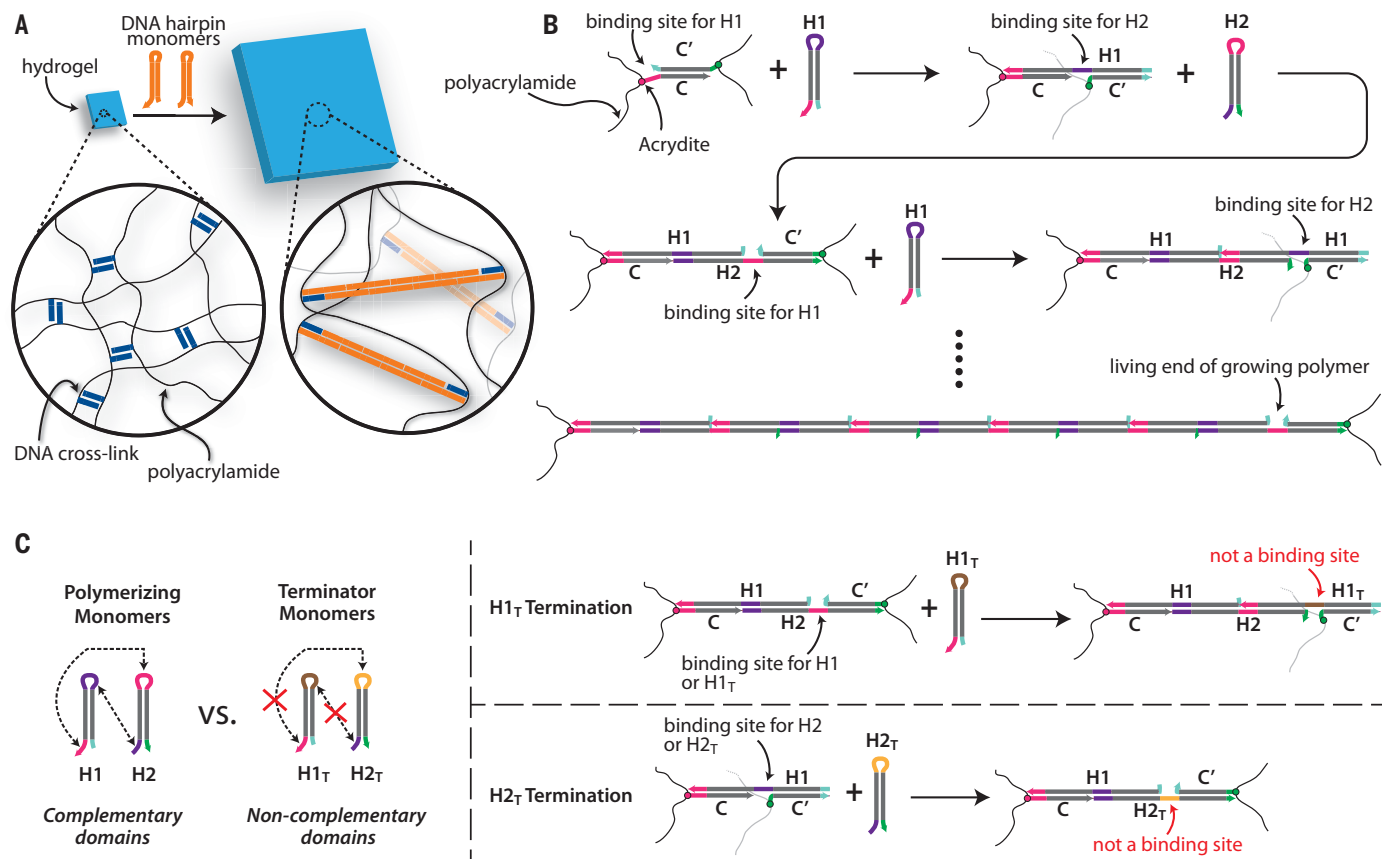 A
DNA hairpin
monomers
hydrogel
DNA cross-link
polyacrylamide
B
binding site for H1
H1
C'
polyacrylamide
C
Acrydite
+
binding site for H2
H1
C
C'
+
H2
H1
C'
C
H2
binding site for H1
+
H1
binding site for H2
H1
H1
C
H2
C'
living end of growing polymer
C
Polymerizing
Monomers
vs.
Terminator
Monomers
H1
H2
H1T
H2T
Complementary
domains
Non-complementary
domains
H1T Termination
H1
C'
C
H2
binding site for H1
or H1T
+
H1T
not a binding site
H1
H1T
C
H2
C'
H2T Termination
binding site for H2
or H2T
H1
C
C'
+
H2T
H1
C'
C
H2T
not a binding site